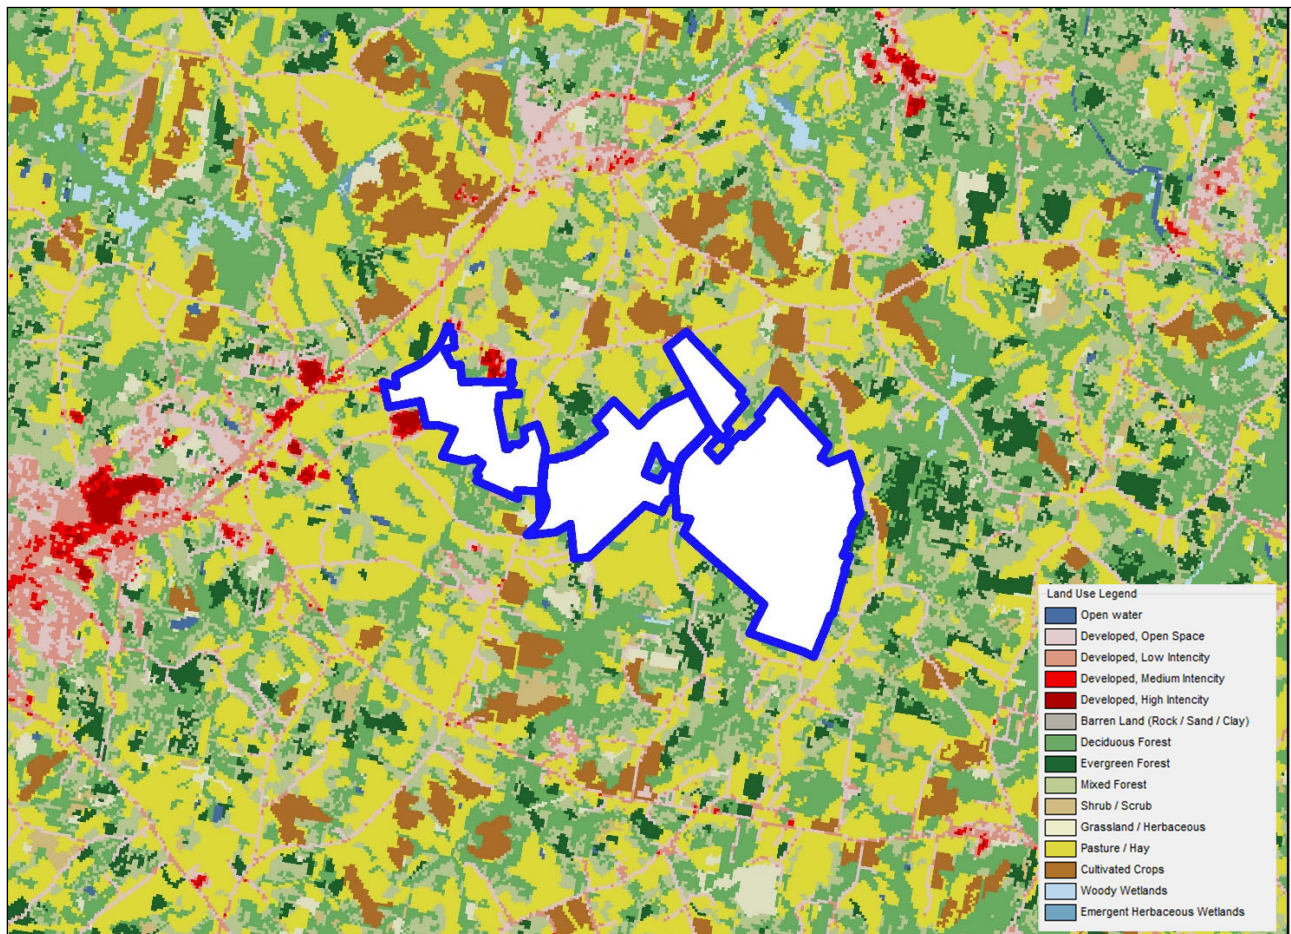 Land Use Legend
Open water
Developed, Open Space
Developed, Low Intencity
Developed, Medium Intencity
Developed, High Intencity
Barren Land (Rock / Sand / Clay)
Deciduous Forest
Evergreen Forest
Mixed Forest
Shrub / Scrub
Grassland / Herbaceous
Pasture / Hay
Cultivated Crops
Woody Wetlands
Emergent Herbaceous Wetlands